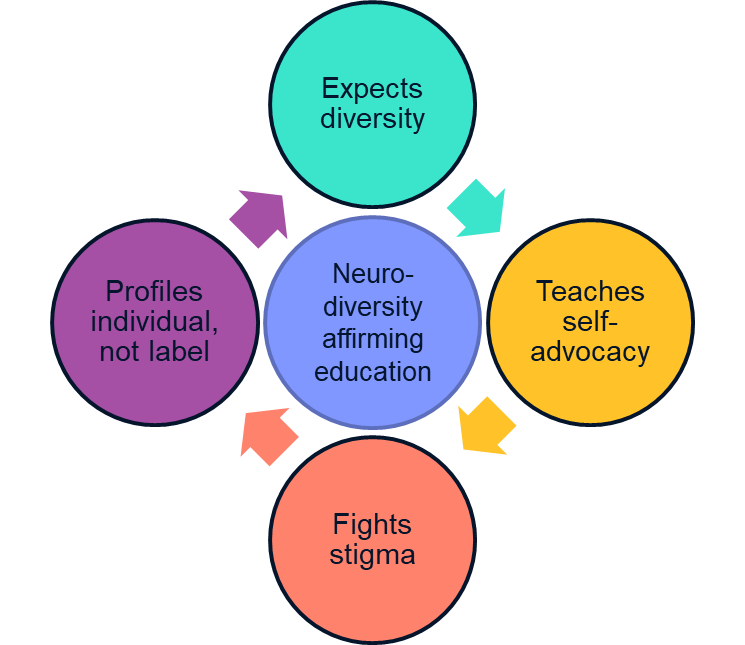 Expects
diversity
Profiles
individual,
not label
Neuro-
diversity
affirming
education
Teaches
self-
advocacy
Fights
stigma